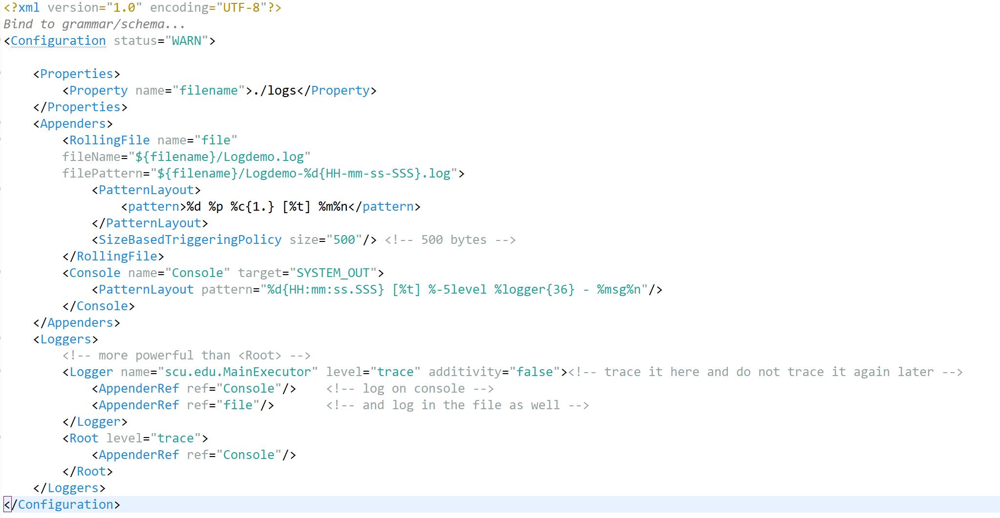 <?xml version="1.0" encoding="UTF-8"?>
Bind to grammar/schema...
<Configuration status="WARN">

    <Properties>
        <Property name="filename">./logs</Property>
    </Properties>
    <Appenders>
        <RollingFile name="file"
        fileName="${filename}/Logdemo.log"
        filePattern="${filename}/Logdemo-%d{HH-mm-ss-SSS}.log">
            <PatternLayout>
                <pattern>%d %p %c{1.} [%t] %m%n</pattern>
            </PatternLayout>
            <SizeBasedTriggeringPolicy size="500"/> <!-- 500 bytes -->
        </RollingFile>
        <Console name="Console" target="SYSTEM_OUT">
            <PatternLayout pattern="%d{HH:mm:ss.SSS} [%t] %-5level %logger{36} - %msg%n"/>
        </Console>
    </Appenders>
    <Loggers>
        <!-- more powerful than <Root> -->
        <Logger name="scu.edu.MainExecutor" level="trace" additivity="false"><!-- trace it here and do not trace it again later -->
            <AppenderRef ref="Console"/>    <!-- log on console -->
            <AppenderRef ref="file"/>       <!-- and log in the file as well -->
        </Logger>
        <Root level="trace">
            <AppenderRef ref="Console"/>
        </Root>
    </Loggers>
</Configuration>